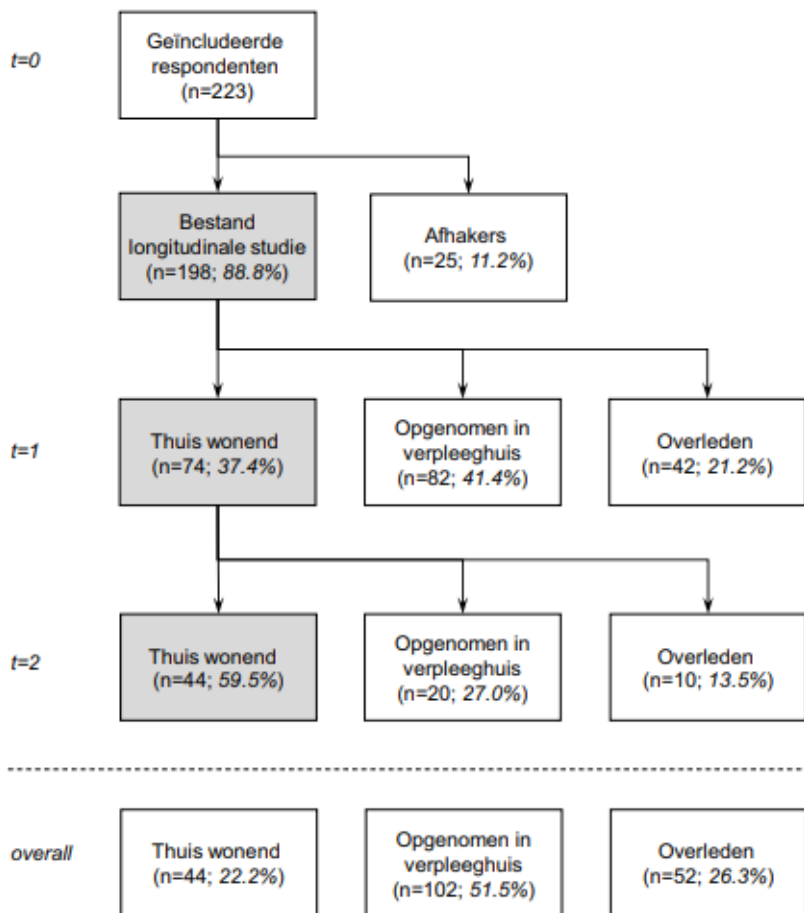 t=0
Geïncludeerde
respondenten
(n=223)
Bestand
longitudinale studie
(n=198; 88.8%)
Afhakers
(n=25; 11.2%)
t=1
Thuis wonend
(n=74; 37.4%)
Opgenomen in
verpleeghuis
(n=82; 41.4%)
Overleden
(n=42; 21.2%)
t=2
Thuis wonend
(n=44; 59.5%)
Opgenomen in
verpleeghuis
(n=20; 27.0%)
Overleden
(n=10; 13.5%)
overall
Thuis wonend
(n=44; 22.2%)
Opgenomen in
verpleeghuis
(n=102; 51.5%)
Overleden
(n=52; 26.3%)